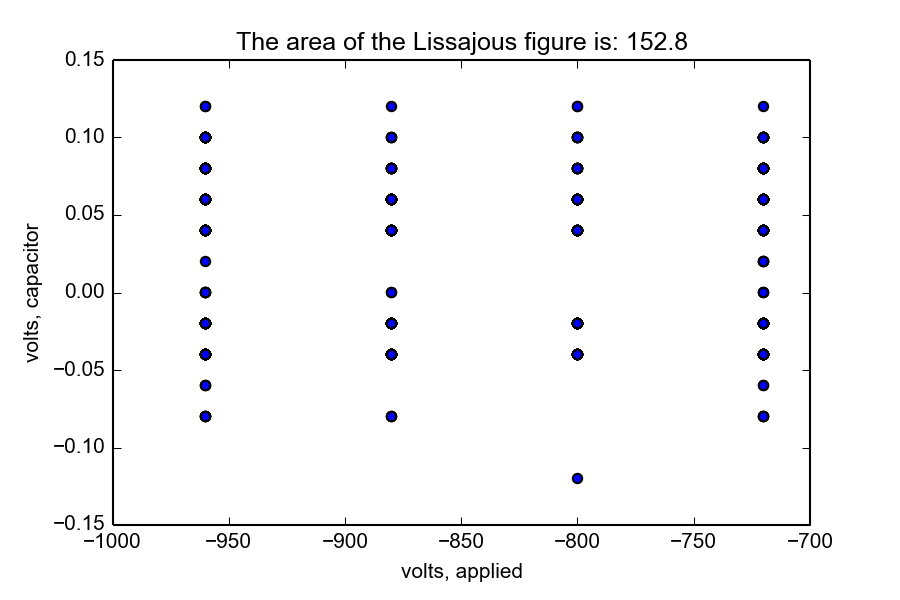 The area of the Lissajous figure is: 152.8
0.15
0.10
0.05
0.00
−0.05
−0.10
−0.15
volts, capacitor
−1000 −950 −900 −850 −800 −750 −700
volts, applied